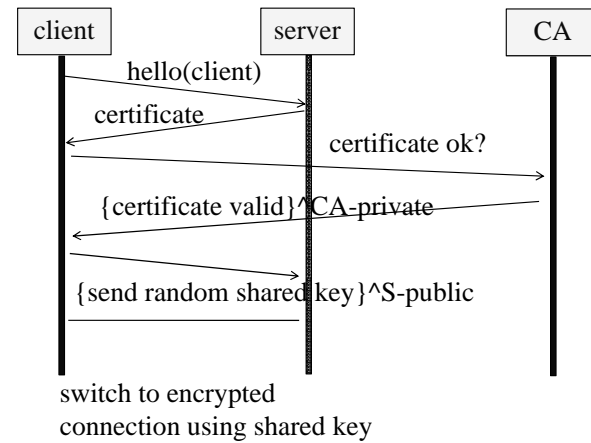 client
server
CA
hello(client)
certificate
certificate ok?
{certificate valid}^CA-private
{send random shared key}^S-public
switch to encrypted
connection using shared key